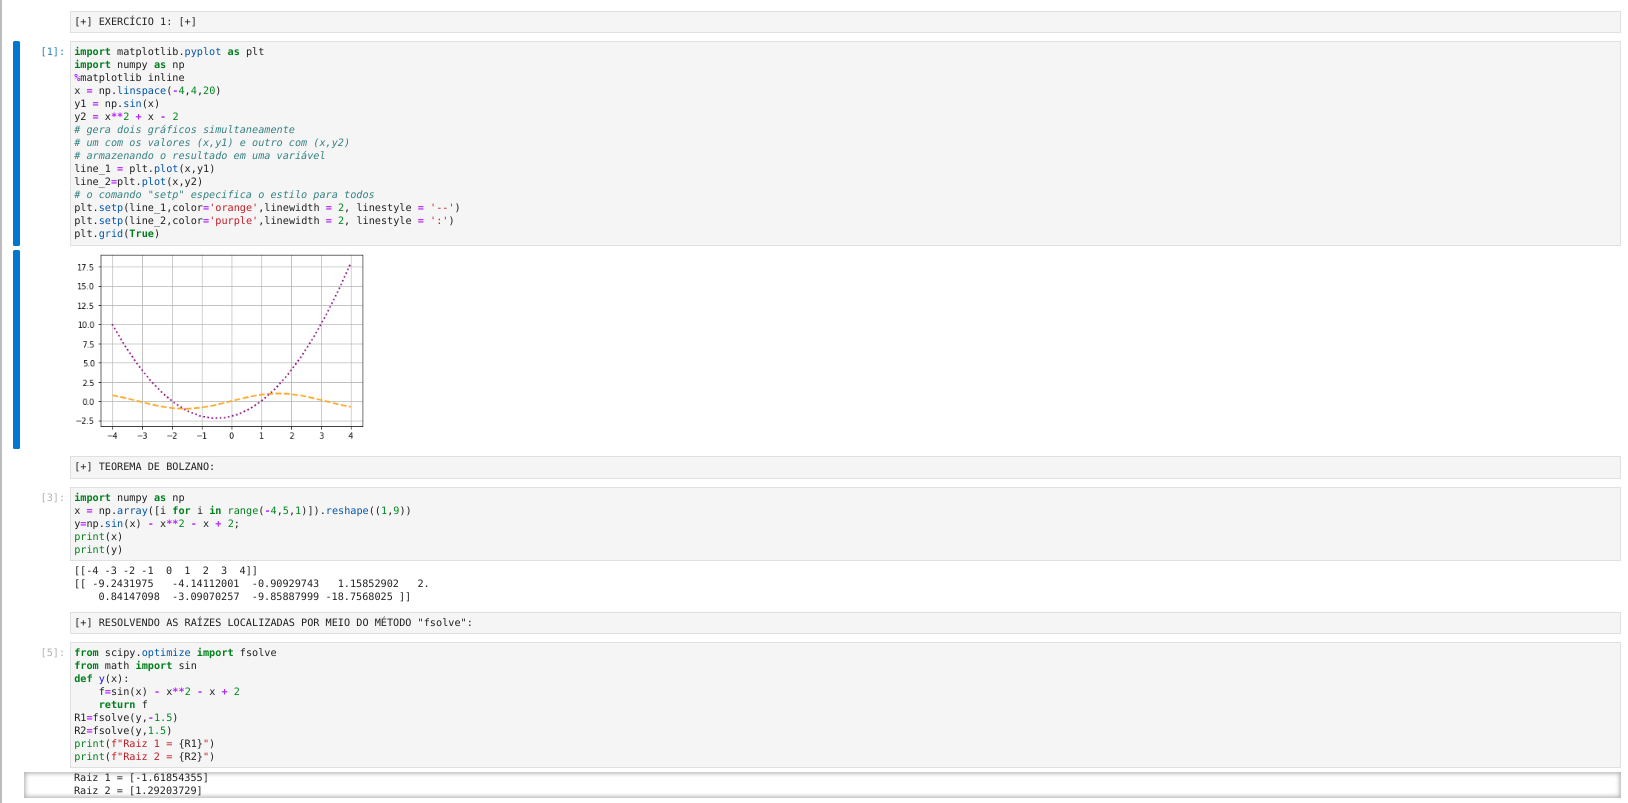 [+] EXERCÍCIO 1: [+]
[1]:
import matplotlib.pyplot as plt
import numpy as np
%matplotlib inline
x = np.linspace(-4,4,20)
y1 = np.sin(x)
y2 = x**2 + x - 2
# gera dois gráficos simultaneamente
# um com os valores (x,y1) e outro com (x,y2)
# armazenando o resultado em uma variável
line_1 = plt.plot(x,y1)
line_2=plt.plot(x,y2)
# o comando "setp" especifica o estilo para todos
plt.setp(line_1,color='orange',linewidth = 2, linestyle = '--')
plt.setp(line_2,color='purple',linewidth = 2, linestyle = ':')
plt.grid(True)
17.5
15.0
12.5
10.0
7.5
5.0
2.5
0.0
−2.5
−4 −3 −2 −1 0 1 2 3 4
[+] TEOREMA DE BOLZANO:
[3]:
import numpy as np
x = np.array([i for i in range(-4,5,1)]).reshape((1,9))
y=np.sin(x) - x**2 - x + 2;
print(x)
print(y)
[[-4 -3 -2 -1  0  1  2  3  4]]
[[ -9.2431975   -4.14112001  -0.90929743   1.15852902   2.
    0.84147098  -3.09070257  -9.85887999 -18.7568025 ]]
[+] RESOLVENDO AS RAÍZES LOCALIZADAS POR MEIO DO MÉTODO "fsolve":
[5]:
from scipy.optimize import fsolve
from math import sin
def y(x):
    f=sin(x) - x**2 - x + 2
    return f
R1=fsolve(y,-1.5)
R2=fsolve(y,1.5)
print(f"Raiz 1 = {R1}")
print(f"Raiz 2 = {R2}")
Raiz 1 = [-1.61854355]
Raiz 2 = [1.29203729]